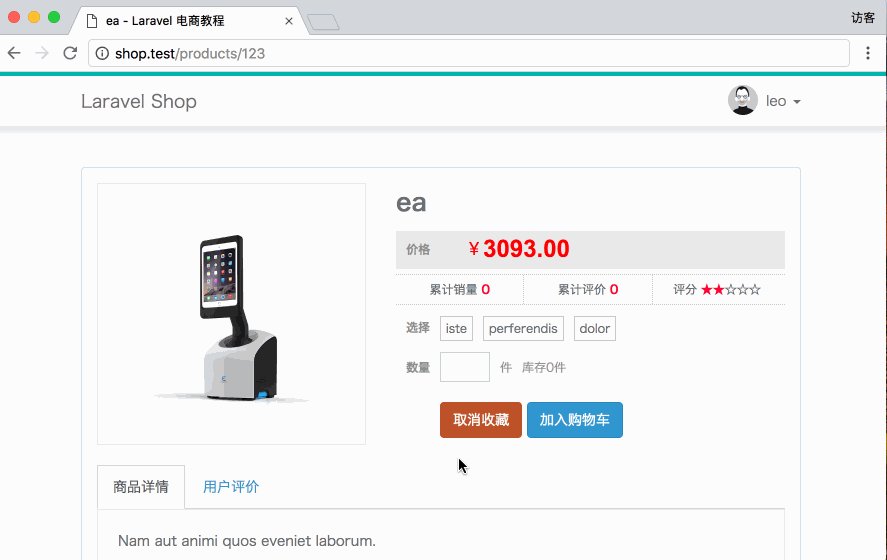 ea - Laravel 电商教程
访客
shop.test/products/123
Laravel Shop
leo
ea
价格 ￥3093.00
累计销量 0 累计评价 0 评分 ★★☆☆☆
选择 iste perferendis dolor
数量 件 库存0件
取消收藏 加入购物车
商品详情 用户评价
Nam aut animi quos eveniet laborum.